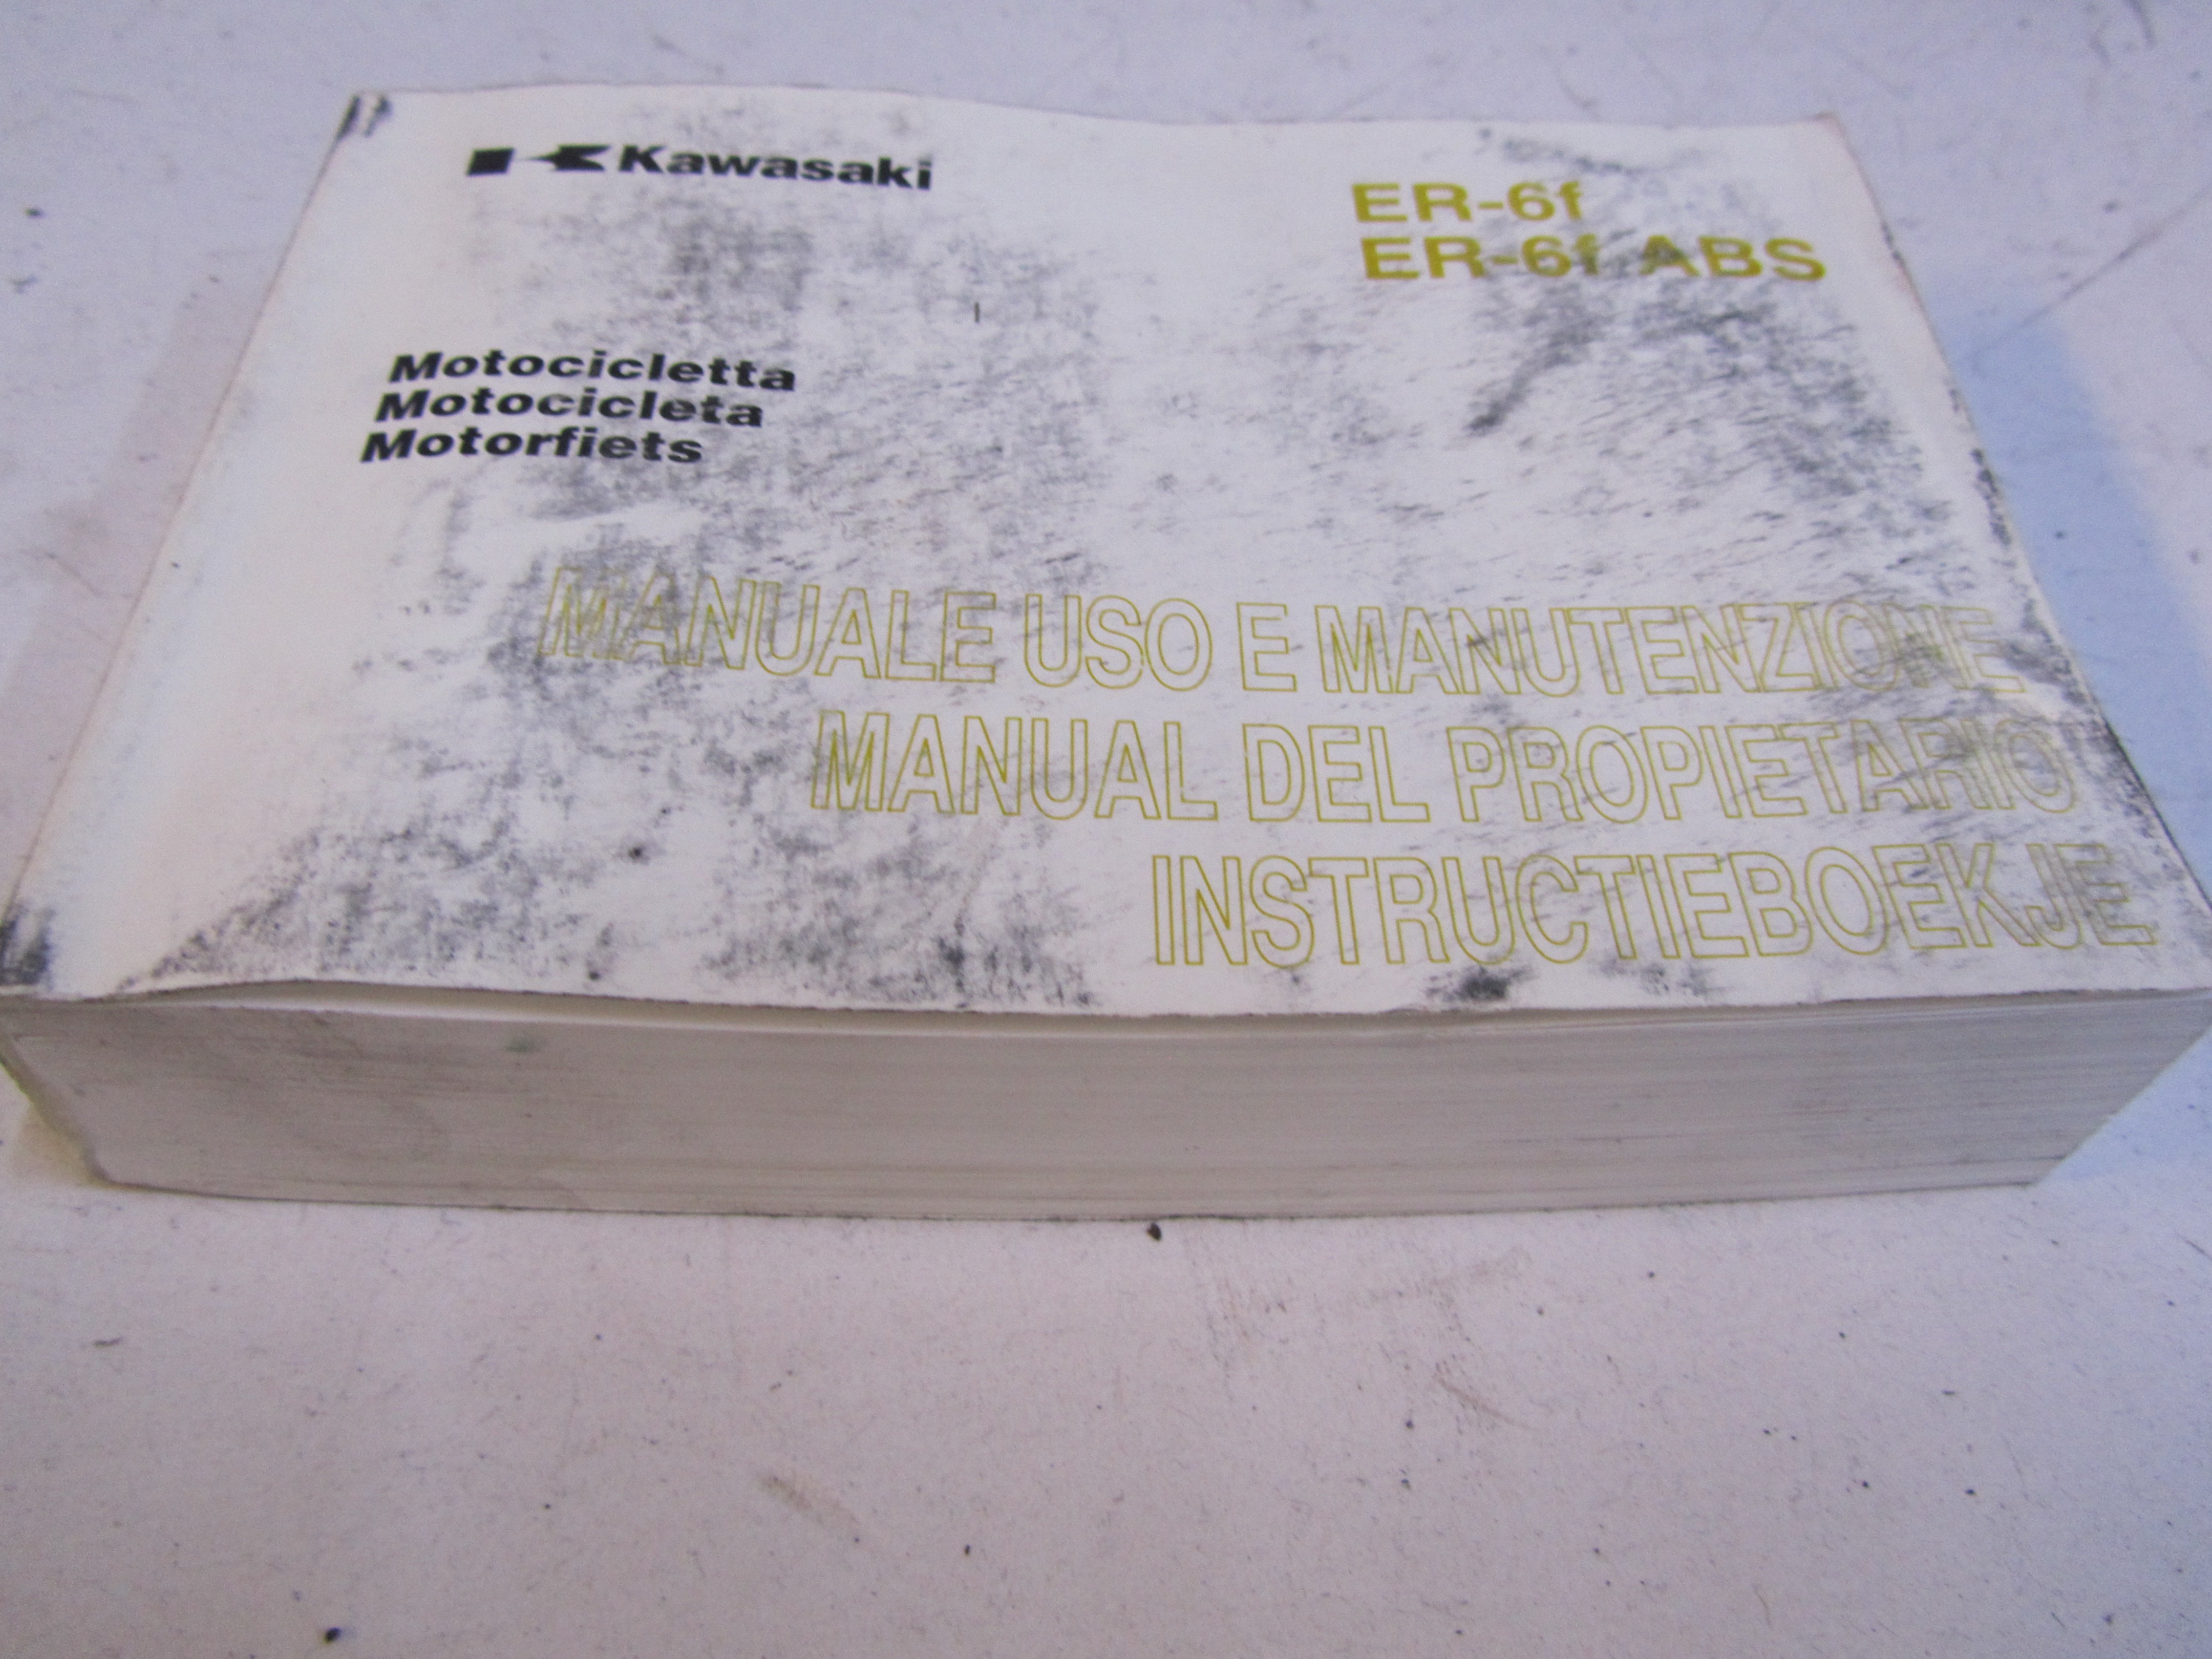 Kawasaki
ER-6f
ER-6f ABS
Motocicletta
Motocicleta
Motorfiets
MANUALE USO E MANUTENZIONE
MANUAL DEL PROPIETARIO
INSTRUCTIEBOEKJE